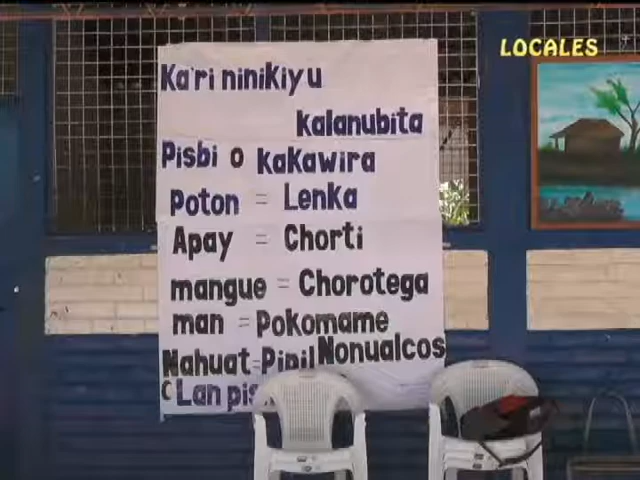 LOCALES
Ka'ri niniKiyu
Kalanubita
Pisbi o KaKawira
Poton = Lenka
Apay = Chorti
mangue = Chorotega
man = Pokomame
Nahuat = Pipil Nonualcos